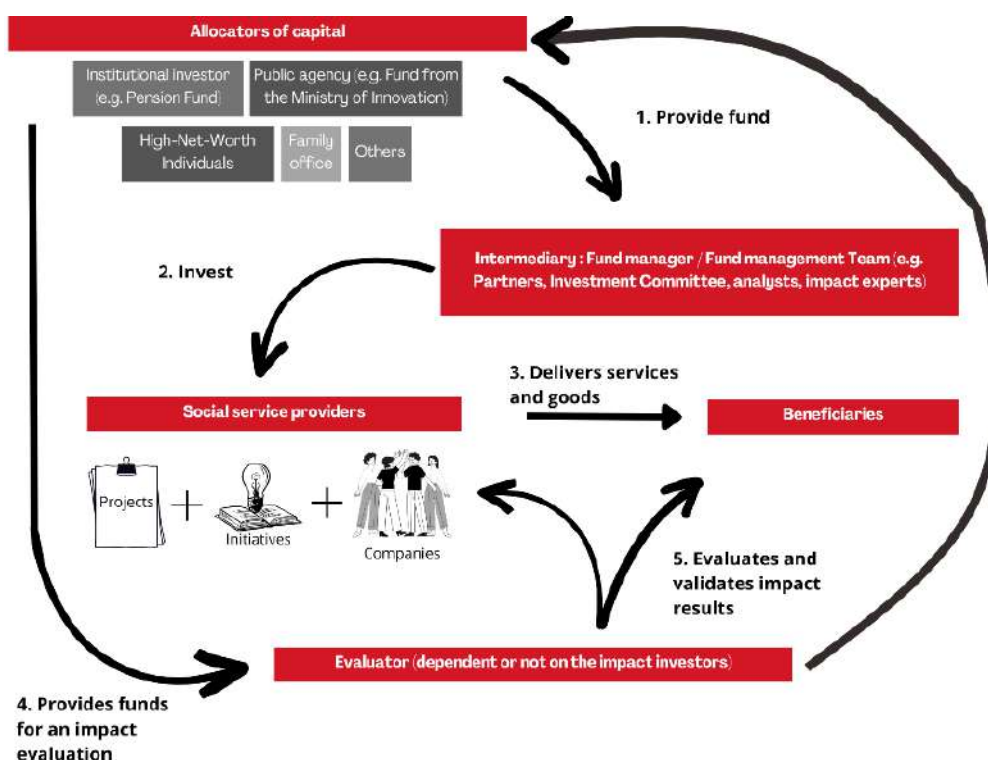 Allocators of capital
Institutional investor
(e.g. Pension Fund)
Public agency (e.g. Fund from
the Ministry of Innovation)
High-Net-Worth
Individuals
Family
office
Others
1. Provide fund
Intermediary : Fund manager / Fund management Team (e.g.
Partners, Investment Committee, analysts, impact experts)
2. Invest
3. Delivers services
and goods
Social service providers
Beneficiaries
Projects
Initiatives
Companies
5. Evaluates and
validates impact
results
Evaluator (dependent or not on the impact investors)
4. Provides funds
for an impact
evaluation